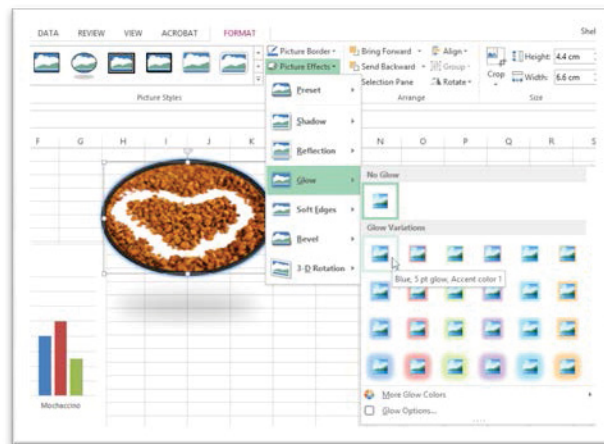 DATA REVIEW VIEW ACROBAT FORMAT Shel
Picture Border Bring Forward Align Height: 4.4 cm
Picture Effects Send Backward Group Crop Width: 6.6 cm
Selection Pane Rotate
Picture Styles Arrange Size
Preset
Shadow
F G H I J K N O P Q R S
Reflection
No Glow
Glow
Soft Edges
Glow Variations
Bevel
3-D Rotation
Blue, 5 pt glow, Accent color 1
More Glow Colors
Mochaccino
Glow Options...